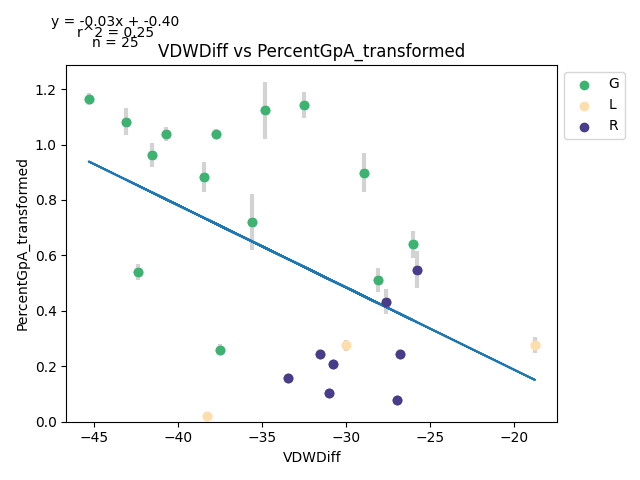 y = -0.03x + -0.40
r^2 = 0.25
n = 25
VDWDiff vs PercentGpA_transformed
G
L
R
PercentGpA_transformed
1.2
1.0
0.8
0.6
0.4
0.2
0.0
−45 −40 −35 −30 −25 −20
VDWDiff